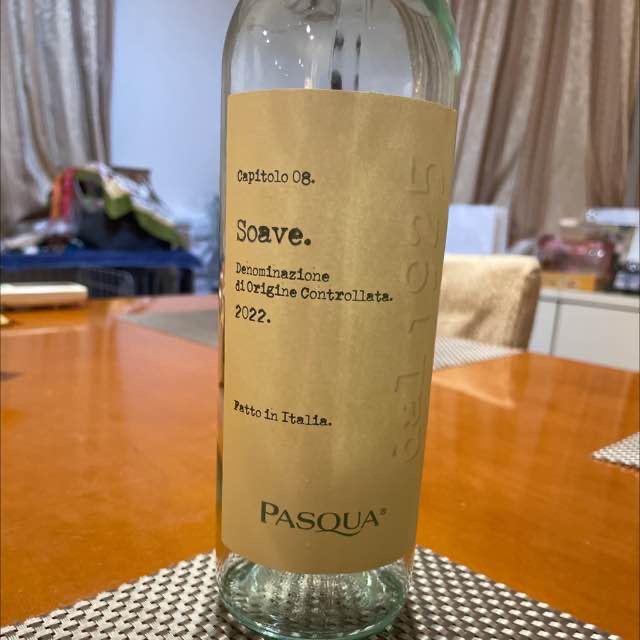 Capitolo 08.
Soave.
Denominazione
di Origine Controllata.
2022.
Fatto in Italia.
PASQUA®